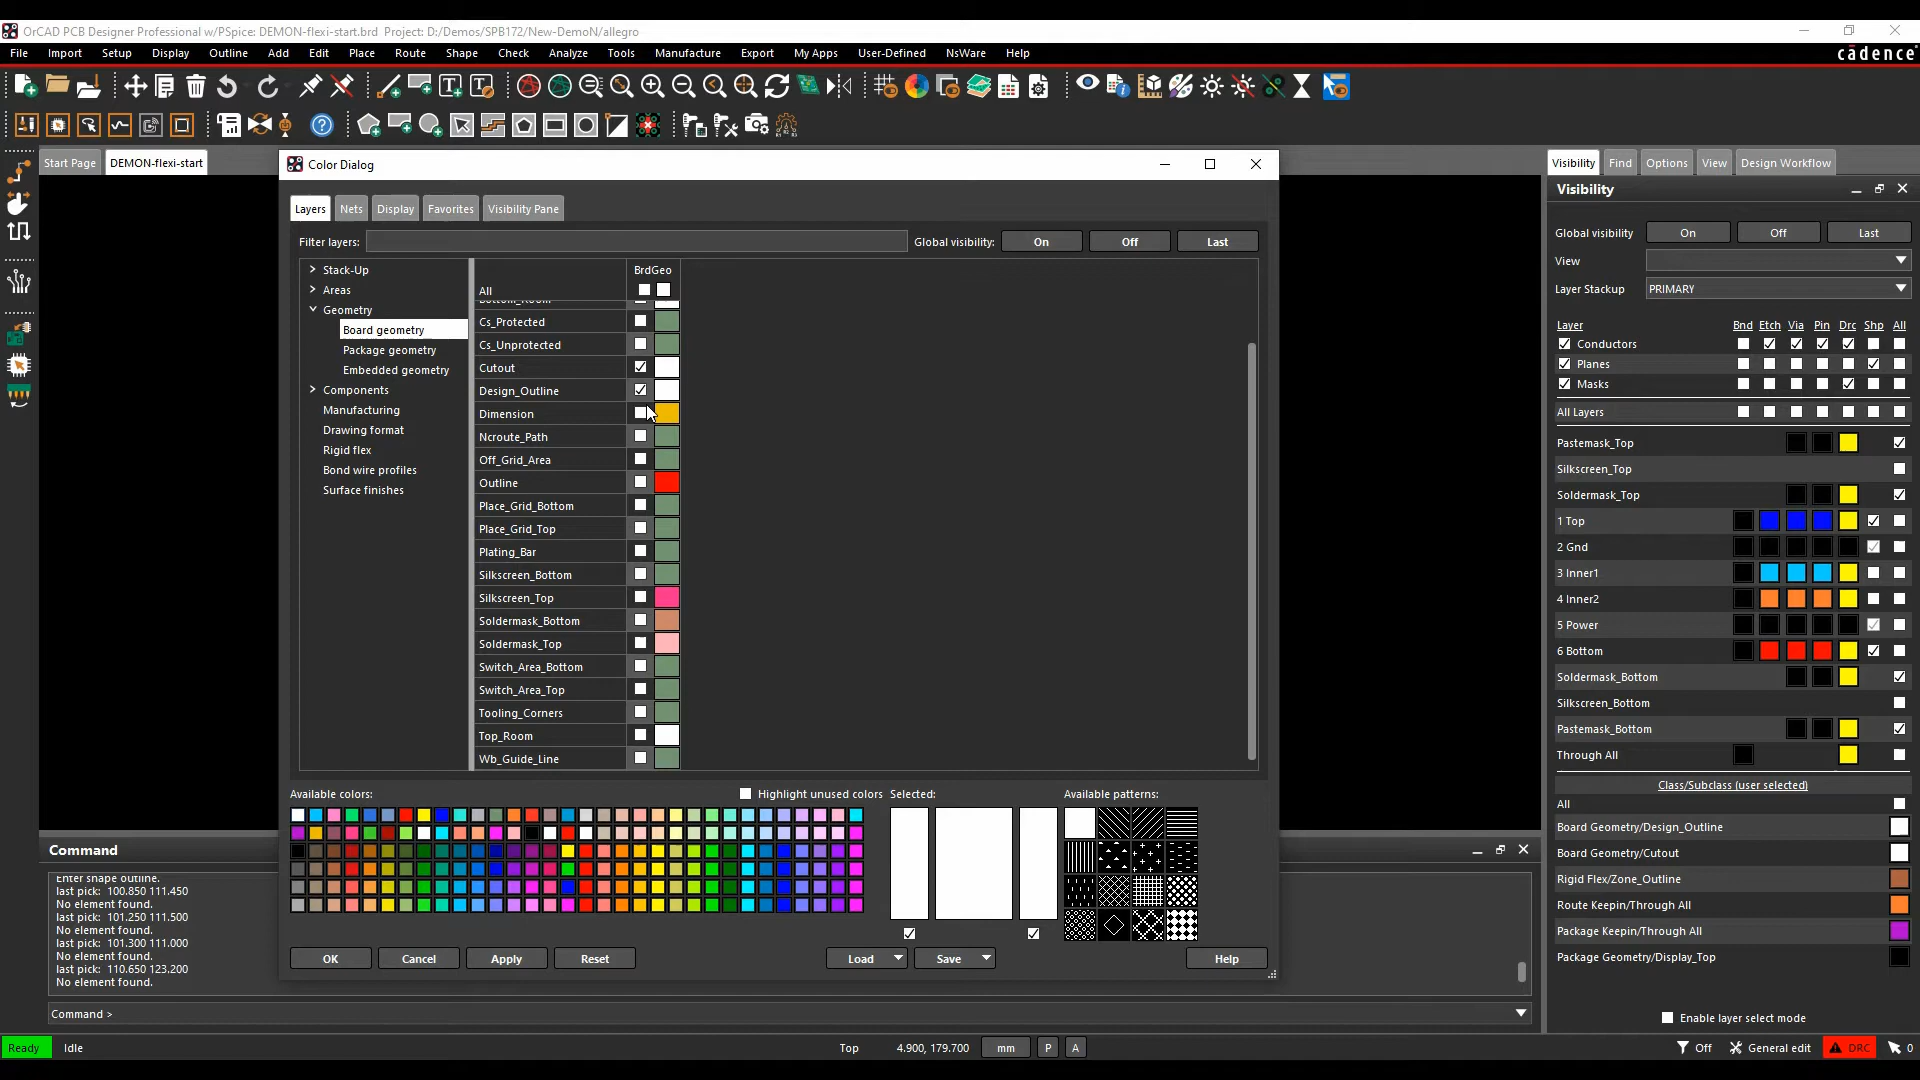 OrCAD PCB Designer Professional w/PSpice: DEMON-flexi-start.brd Project: D:/Demos/SPB172/New-DemoN/allegro
File Import Setup Display Outline Add Edit Place Route Shape Check Analyze Tools Manufacture Export My Apps User-Defined NsWare Help
cādence
Start Page DEMON-flexi-start
Color Dialog
Layers Nets Display Favorites Visibility Pane
Filter layers: Global visibility: On Off Last
Stack-Up
Areas
Geometry
Board geometry
Package geometry
Embedded geometry
Components
Manufacturing
Drawing format
Rigid flex
Bond wire profiles
Surface finishes
BrdGeo
All
Bottom_Room
Cs_Protected
Cs_Unprotected
Cutout
Design_Outline
Dimension
Ncroute_Path
Off_Grid_Area
Outline
Place_Grid_Bottom
Place_Grid_Top
Plating_Bar
Silkscreen_Bottom
Silkscreen_Top
Soldermask_Bottom
Soldermask_Top
Switch_Area_Bottom
Switch_Area_Top
Tooling_Corners
Top_Room
Wb_Guide_Line
Available colors: Highlight unused colors Selected: Available patterns:
OK Cancel Apply Reset Load Save Help
Visibility Find Options View Design Workflow
Visibility
Global visibility On Off Last
View
Layer Stackup PRIMARY
Layer Bnd Etch Via Pin Drc Shp All
Conductors
Planes
Masks
All Layers
Pastemask_Top
Silkscreen_Top
Soldermask_Top
1 Top
2 Gnd
3 Inner1
4 Inner2
5 Power
6 Bottom
Soldermask_Bottom
Silkscreen_Bottom
Pastemask_Bottom
Through All
Class/Subclass (user selected)
All
Board Geometry/Design_Outline
Board Geometry/Cutout
Rigid Flex/Zone_Outline
Route Keepin/Through All
Package Keepin/Through All
Package Geometry/Display_Top
Enable layer select mode
Command
Enter shape outline.
last pick: 100.850 111.450
No element found.
last pick: 101.250 111.500
No element found.
last pick: 101.300 111.000
No element found.
last pick: 110.650 123.200
No element found.
Command >
Ready Idle Top 4.900, 179.700 mm P A Off General edit DRC 0